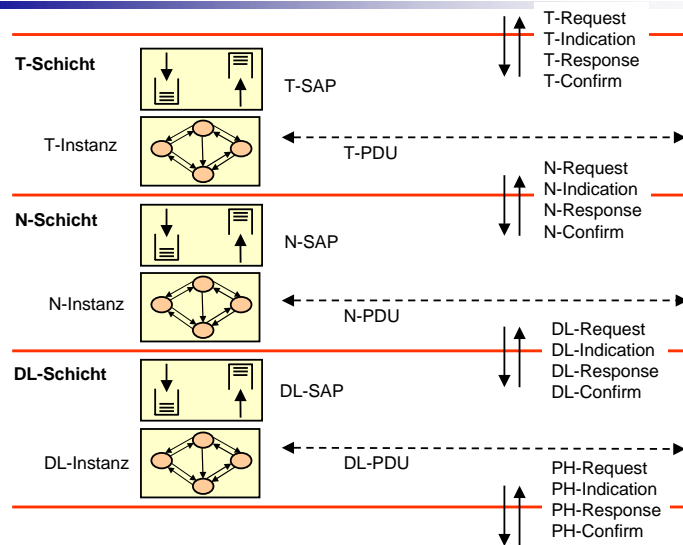 T-Request
T-Indication
T-Response
T-Confirm
T-Schicht
T-SAP
T-Instanz
T-PDU
N-Request
N-Indication
N-Response
N-Confirm
N-Schicht
N-SAP
N-Instanz
N-PDU
DL-Request
DL-Indication
DL-Response
DL-Confirm
DL-Schicht
DL-SAP
DL-Instanz
DL-PDU
PH-Request
PH-Indication
PH-Response
PH-Confirm